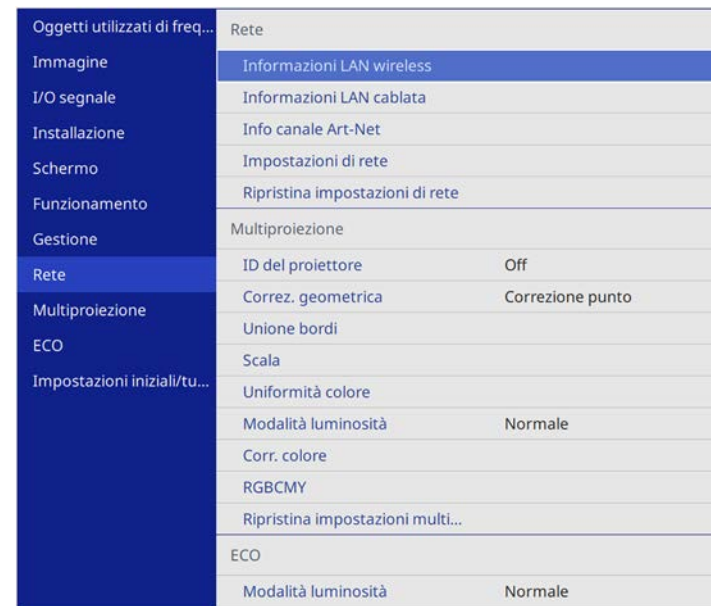 Oggetti utilizzati di freq...
Immagine
I/O segnale
Installazione
Schermo
Funzionamento
Gestione
Rete
Multiproiezione
ECO
Impostazioni iniziali/tu...
Rete
Informazioni LAN wireless
Informazioni LAN cablata
Info canale Art-Net
Impostazioni di rete
Ripristina impostazioni di rete
Multiproiezione
ID del proiettore Off
Correz. geometrica Correzione punto
Unione bordi
Scala
Uniformità colore
Modalità luminosità Normale
Corr. colore
RGBCMY
Ripristina impostazioni multi...
ECO
Modalità luminosità Normale